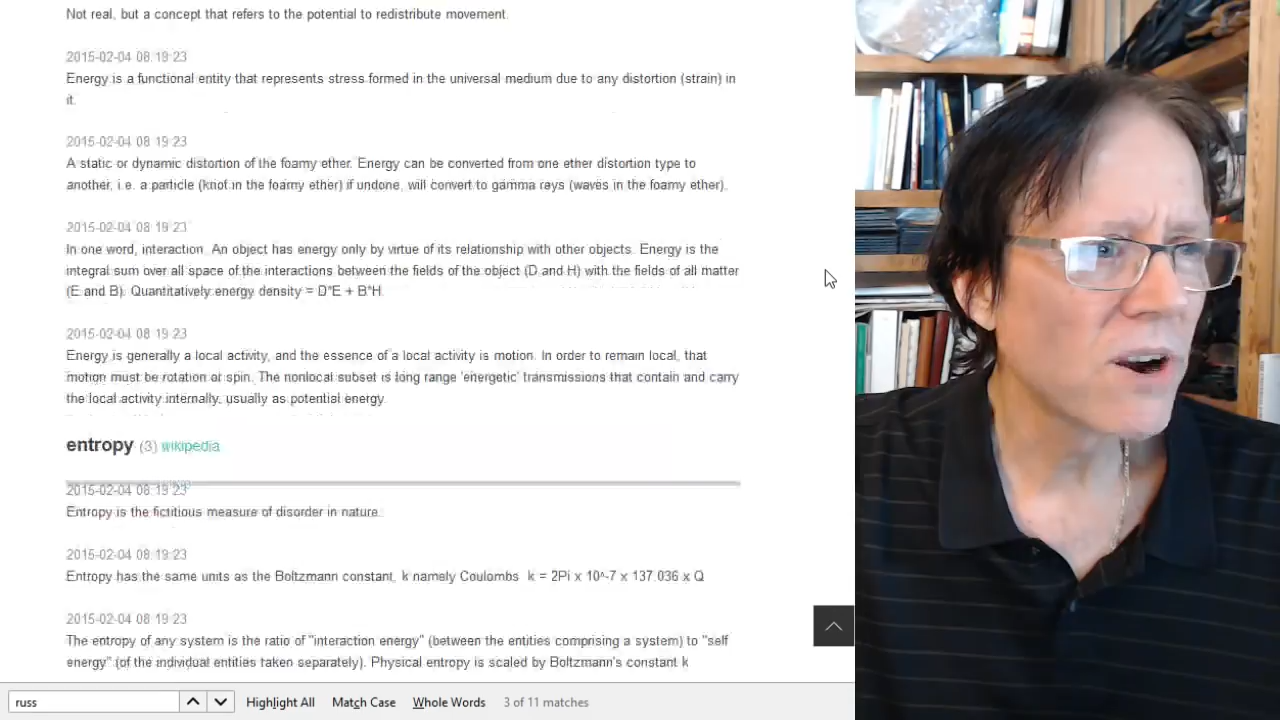 Not real, but a concept that refers to the potential to redistribute movement.
2015-02-04 08:19:23
Energy is a functional entity that represents stress formed in the universal medium due to any distortion (strain) in
it.
2015-02-04 08:19:23
A static or dynamic distortion of the foamy ether. Energy can be converted from one ether distortion type to
another, i.e. a particle (knot in the foamy ether) if undone, will convert to gamma rays (waves in the foamy ether).
2015-02-04 08:19:23
In one word, interaction. An object has energy only by virtue of its relationship with other objects. Energy is the
integral sum over all space of the interactions between the fields of the object (D and H) with the fields of all matter
(E and B). Quantitatively energy density = D*E + B*H
2015-02-04 08:19:23
Energy is generally a local activity, and the essence of a local activity is motion. In order to remain local, that
motion must be rotation or spin. The nonlocal subset is long range 'energetic' transmissions that contain and carry
the local activity internally, usually as potential energy.
entropy (3) wikipedia
2015-02-04 08:19:23
Entropy is the fictitious measure of disorder in nature.
2015-02-04 08:19:23
Entropy has the same units as the Boltzmann constant, k namely Coulombs k = 2Pi x 10^-7 x 137.036 x Q
2015-02-04 08:19:23
The entropy of any system is the ratio of "interaction energy" (between the entities comprising a system) to "self
energy" (of the individual entities taken separately). Physical entropy is scaled by Boltzmann's constant k
russ Highlight All Match Case Whole Words 3 of 11 matches